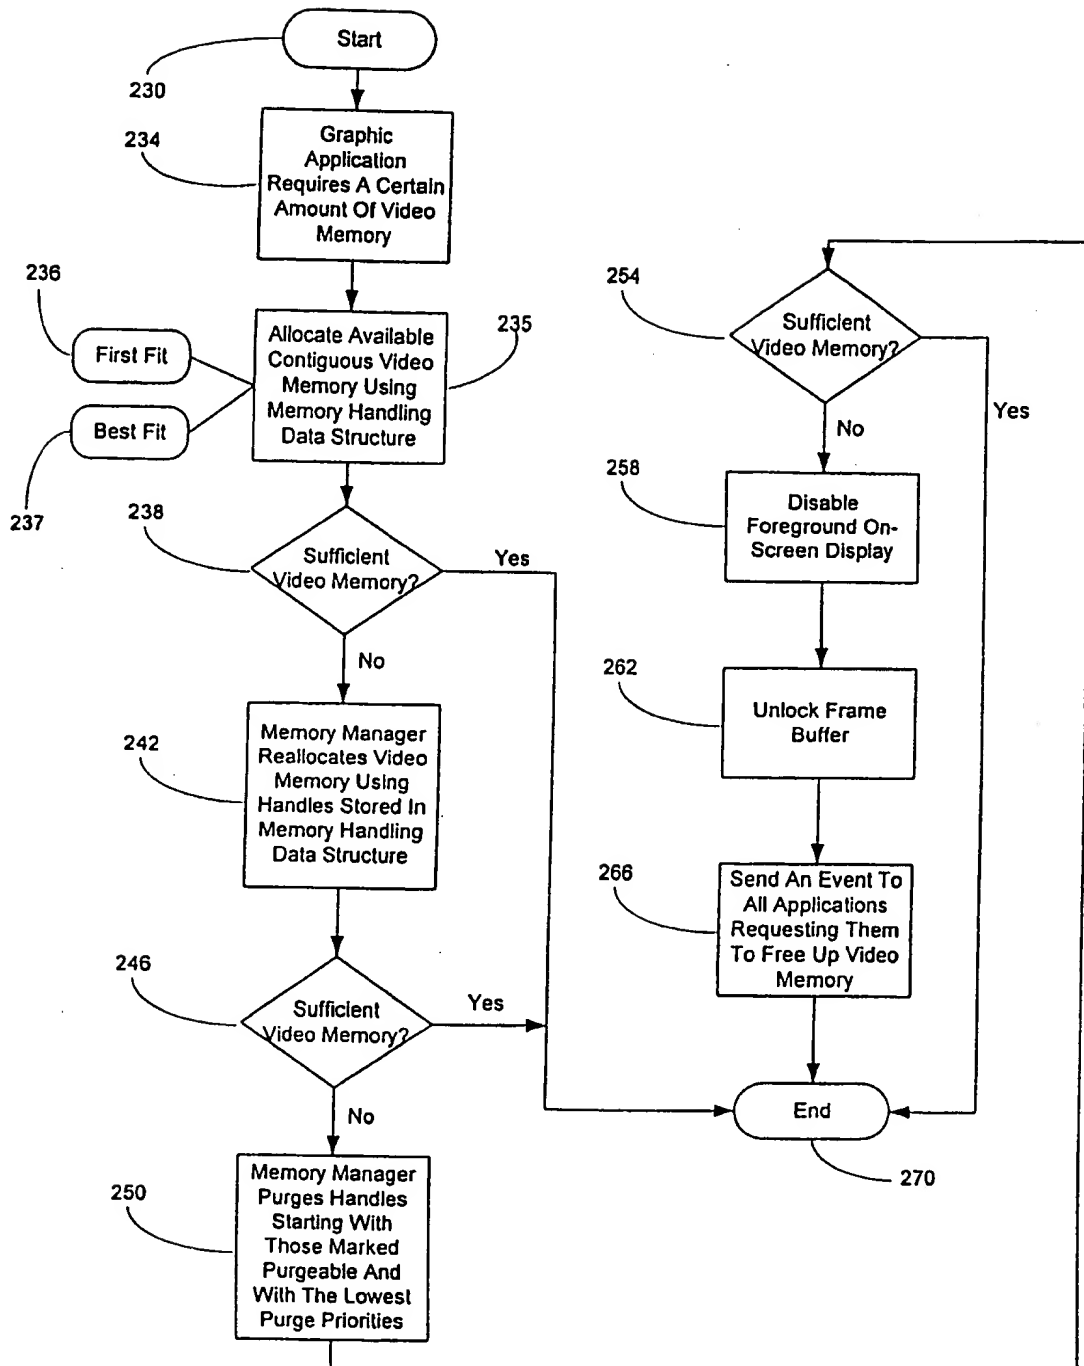 Start
230
234
Graphic
Application
Requires A Certain
Amount Of Video
Memory
236
First Fit
Best Fit
237
Allocate Available
Contiguous Video
Memory Using
Memory Handling
Data Structure
235
238
Sufficient
Video Memory?
Yes
No
242
Memory Manager
Reallocates Video
Memory Using
Handles Stored In
Memory Handling
Data Structure
246
Sufficient
Video Memory?
Yes
No
250
Memory Manager
Purges Handles
Starting With
Those Marked
Purgeable And
With The Lowest
Purge Priorities
254
Sufficient
Video Memory?
Yes
No
258
Disable
Foreground On-
Screen Display
262
Unlock Frame
Buffer
266
Send An Event To
All Applications
Requesting Them
To Free Up Video
Memory
End
270